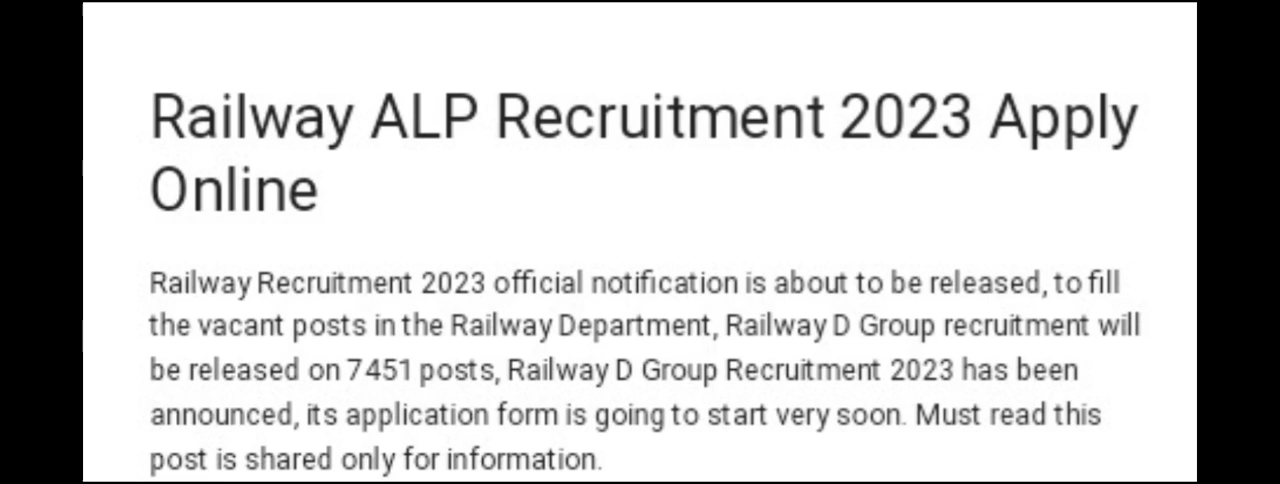 Railway ALP Recruitment 2023 Apply
Online
Railway Recruitment 2023 official notification is about to be released, to fill
the vacant posts in the Railway Department, Railway D Group recruitment will
be released on 7451 posts, Railway D Group Recruitment 2023 has been
announced, its application form is going to start very soon. Must read this
post is shared only for information.